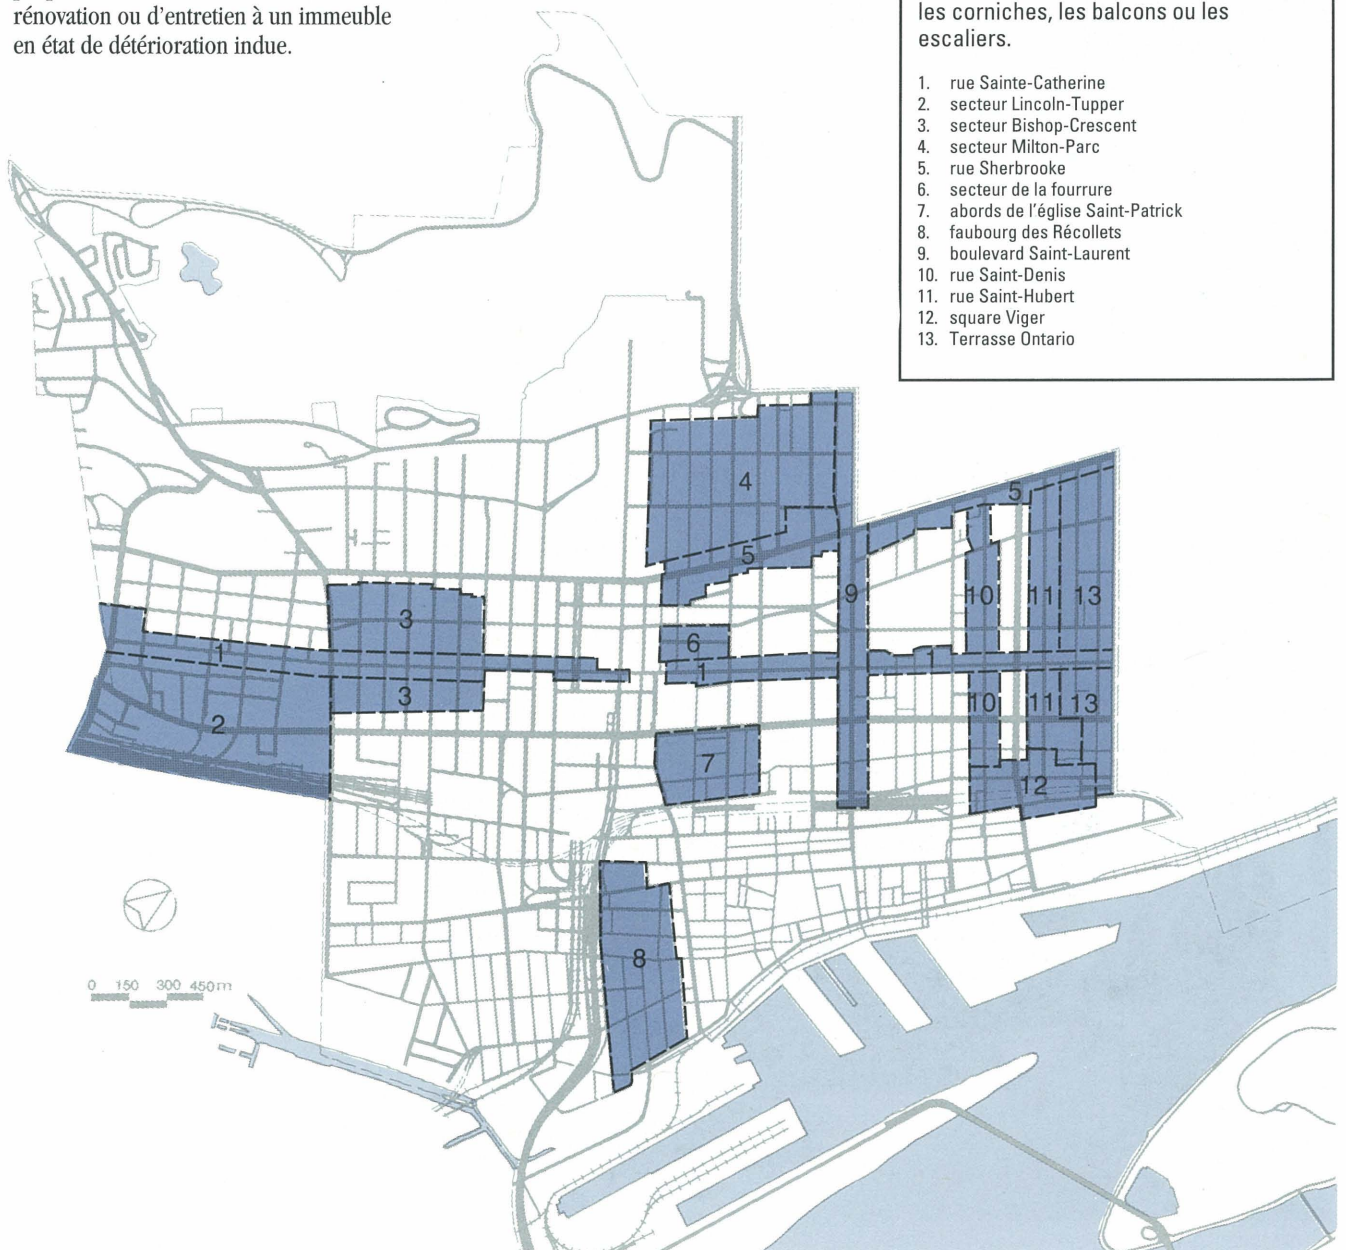 rénovation ou d'entretien à un immeuble
en état de détérioration indue.
les corniches, les balcons ou les
escaliers.
1. rue Sainte-Catherine
2. secteur Lincoln-Tupper
3. secteur Bishop-Crescent
4. secteur Milton-Parc
5. rue Sherbrooke
6. secteur de la fourrure
7. abords de l'église Saint-Patrick
8. faubourg des Récollets
9. boulevard Saint-Laurent
10. rue Saint-Denis
11. rue Saint-Hubert
12. square Viger
13. Terrasse Ontario
4
5
5
3
9
10
11
13
6
1
1
1
3
2
10
11
13
7
12
8
0 150 300 450m